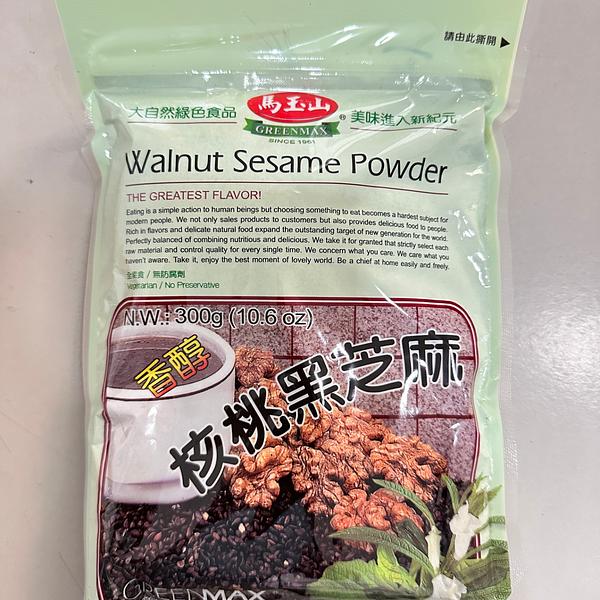 請由此撕開▶
大自然綠色食品 馬玉山 ® 美味進入新紀元
GREENMAX
SINCE 1961
Walnut Sesame Powder
THE GREATEST FLAVOR!
Eating is a simple action to human beings but choosing something to eat becomes a hardest subject for
modern people. We not only sales products to customers but also provides delicious food to people.
Rich in flavors and delicate natural food expand the outstanding target of new generation for the world.
Perfectly balanced of combining nutritious and delicious. We take it for granted that strictly select each
raw material and control quality for every single time. We concern what you care. We care what you
haven't aware. Take it, enjoy the best moment of lovely world. Be a chief at home easily and freely.
全素食 / 無防腐劑
Vegetarian / No Preservative
N.W.: 300g (10.6 oz)
香醇
核桃黑芝麻
GREENMAX